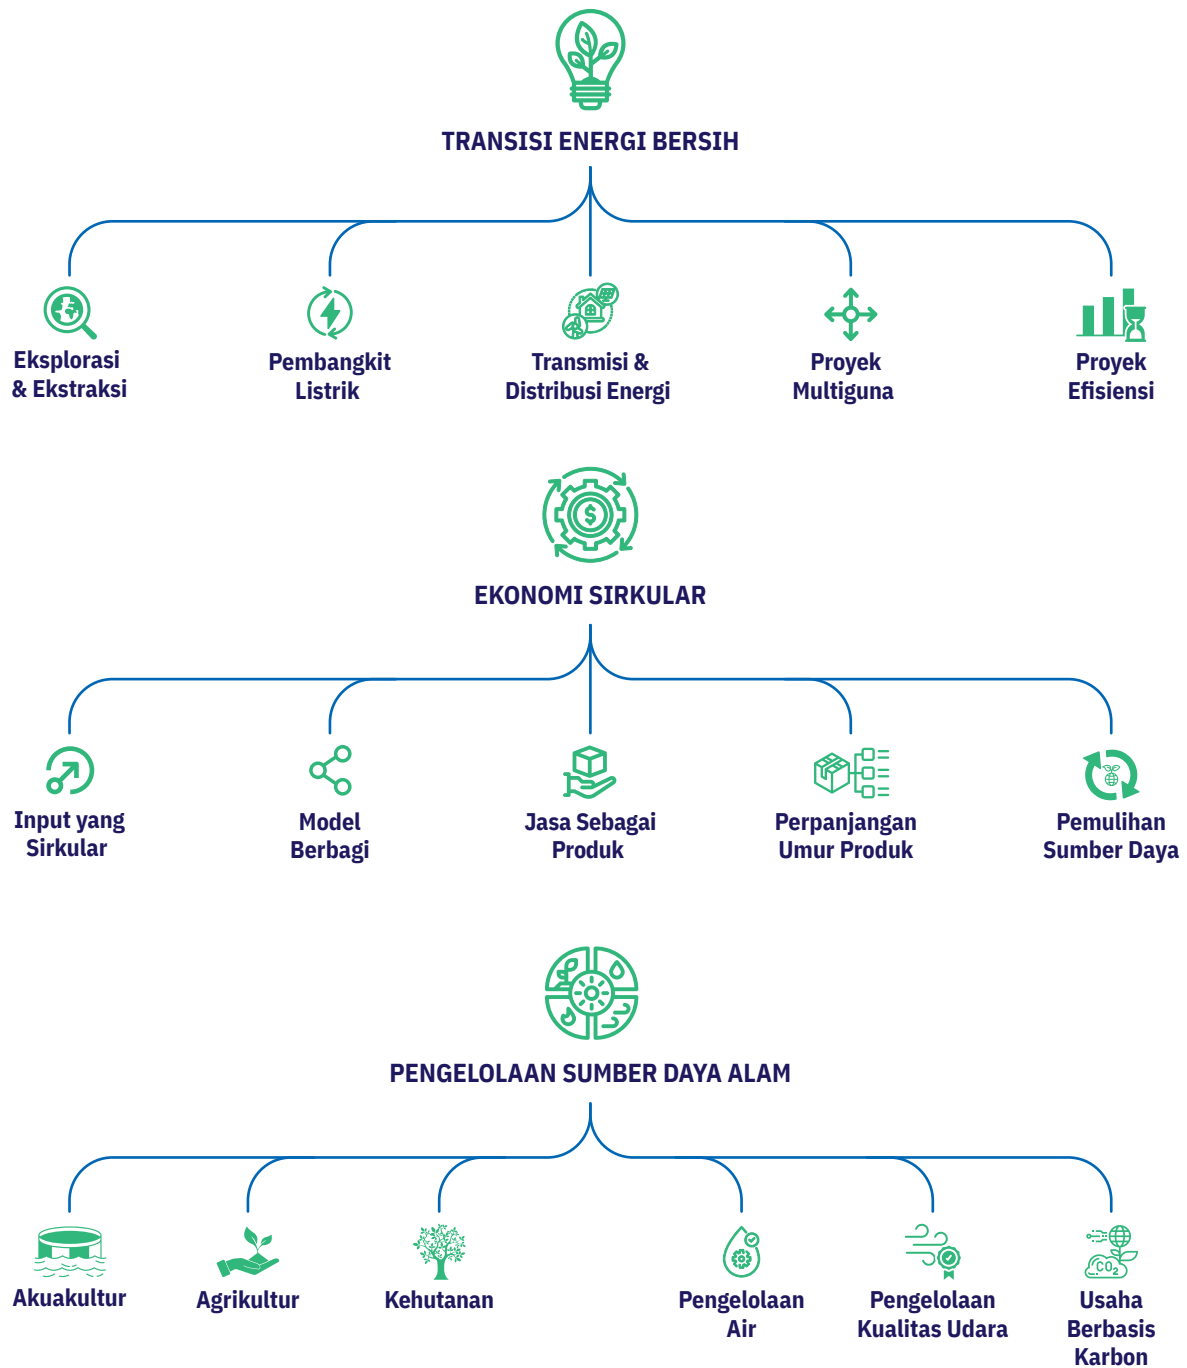 TRANSISI ENERGI BERSIH
Eksplorasi
& Ekstraksi
Pembangkit
Listrik
Transmisi &
Distribusi Energi
Proyek
Multiguna
Proyek
Efisiensi
$
EKONOMI SIRKULAR
Input yang
Sirkular
Model
Berbagi
Jasa Sebagai
Produk
Perpanjangan
Umur Produk
Pemulihan
Sumber Daya
PENGELOLAAN SUMBER DAYA ALAM
Akuakultur
Agrikultur
Kehutanan
Pengelolaan
Air
Pengelolaan
Kualitas Udara
CO2
Usaha
Berbasis
Karbon